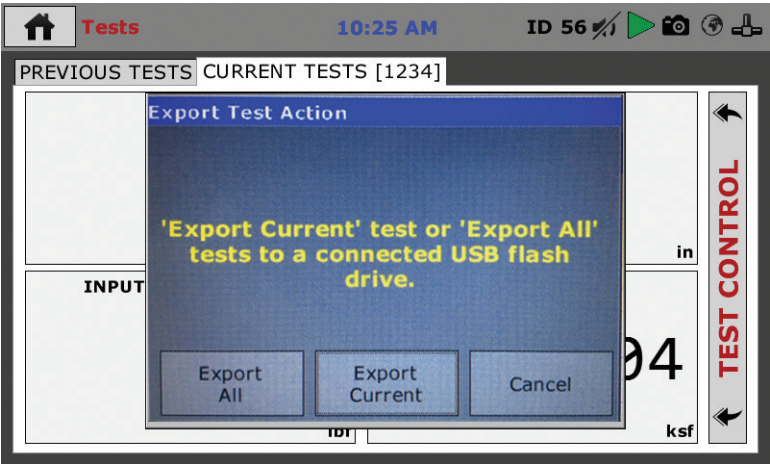 Tests 10:25 AM ID 56
PREVIOUS TESTS CURRENT TESTS [1234]
Export Test Action
'Export Current' test or 'Export All'
tests to a connected USB flash
drive.
in
INPUT
Export
All
Export
Current
Cancel
04
lbf
ksf
TEST CONTROL